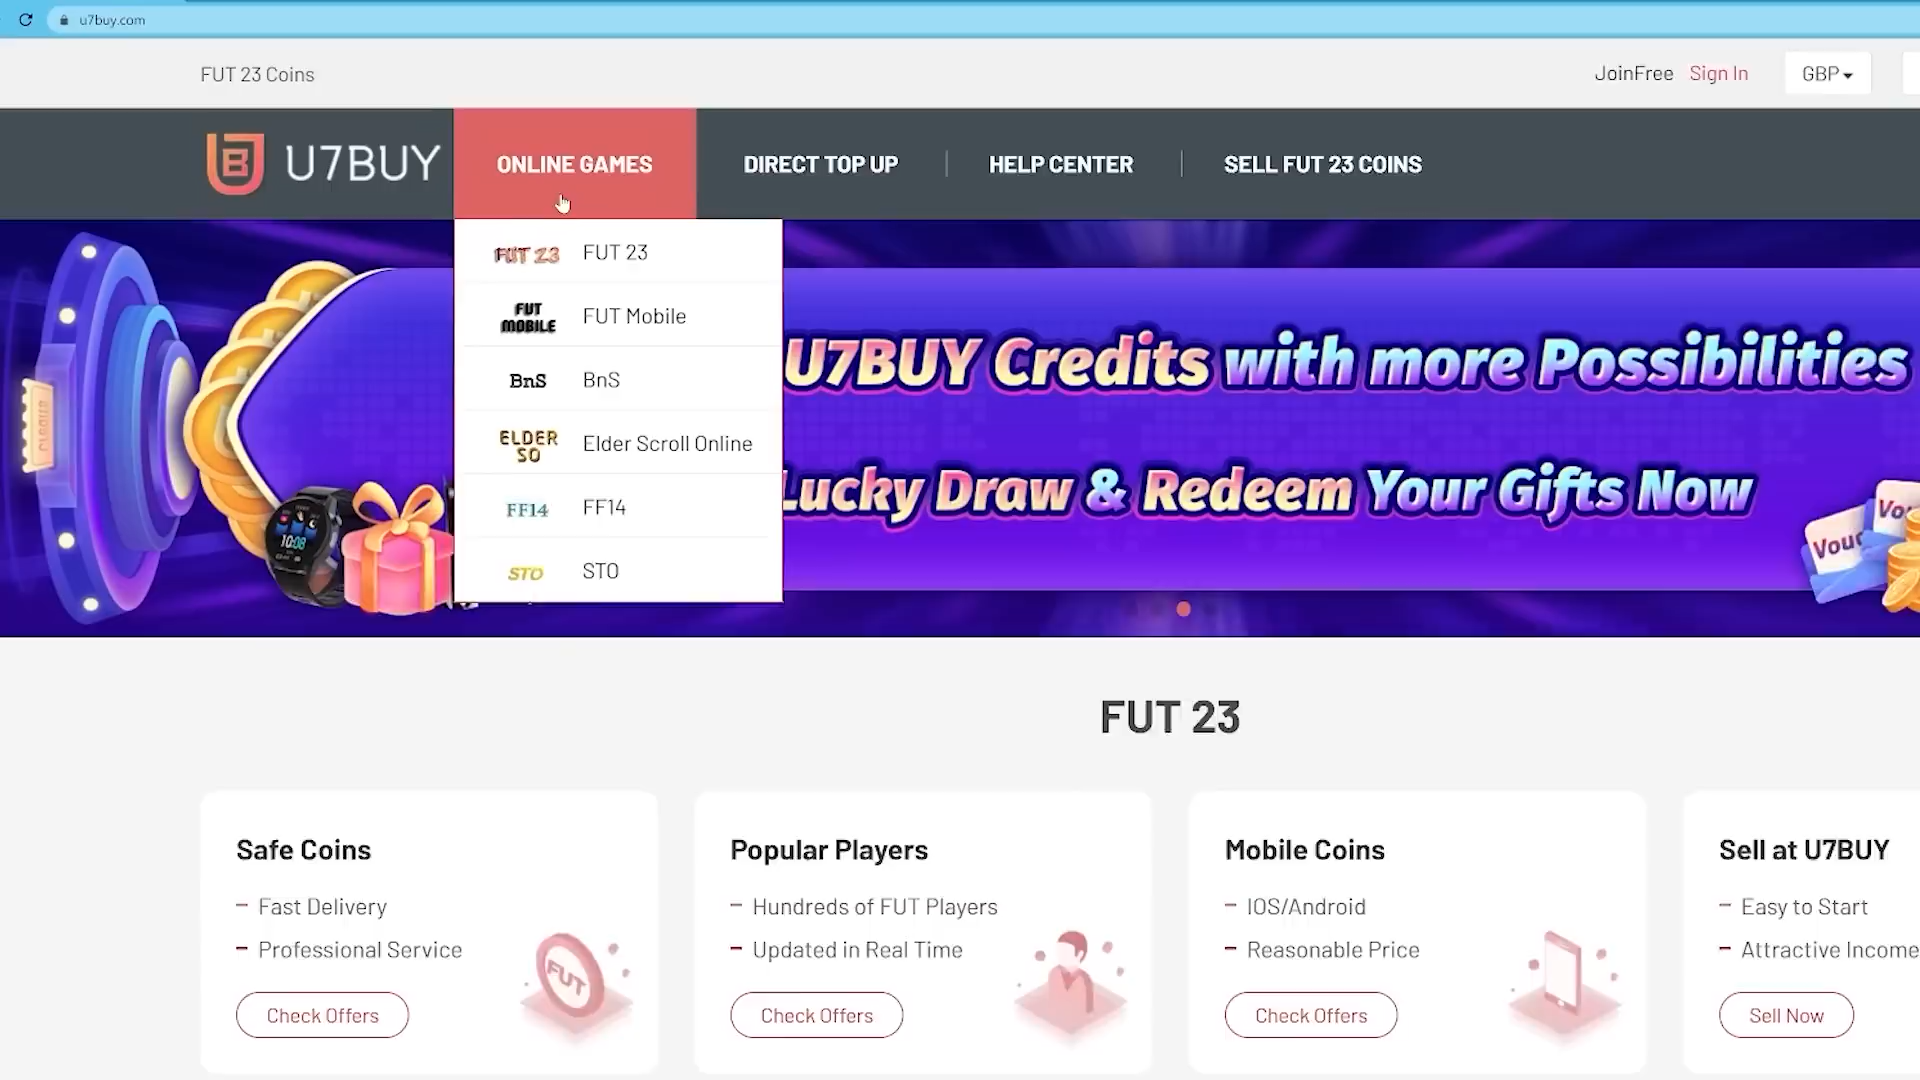 u7buy.com
FUT 23 Coins
JoinFree Sign In GBP
U7BUY
ONLINE GAMES
DIRECT TOP UP
HELP CENTER
SELL FUT 23 COINS
FUT 23 FUT 23
FUT MOBILE FUT Mobile
BnS BnS
ELDER SO Elder Scroll Online
FF14 FF14
STO STO
U7BUY Credits with more Possibilities
Lucky Draw & Redeem Your Gifts Now
10:08
FUT 23
Safe Coins
- Fast Delivery
- Professional Service
FUT
Check Offers
Popular Players
- Hundreds of FUT Players
- Updated in Real Time
Check Offers
Mobile Coins
- IOS/Android
- Reasonable Price
Check Offers
Sell at U7BUY
- Easy to Start
- Attractive Income
Sell Now